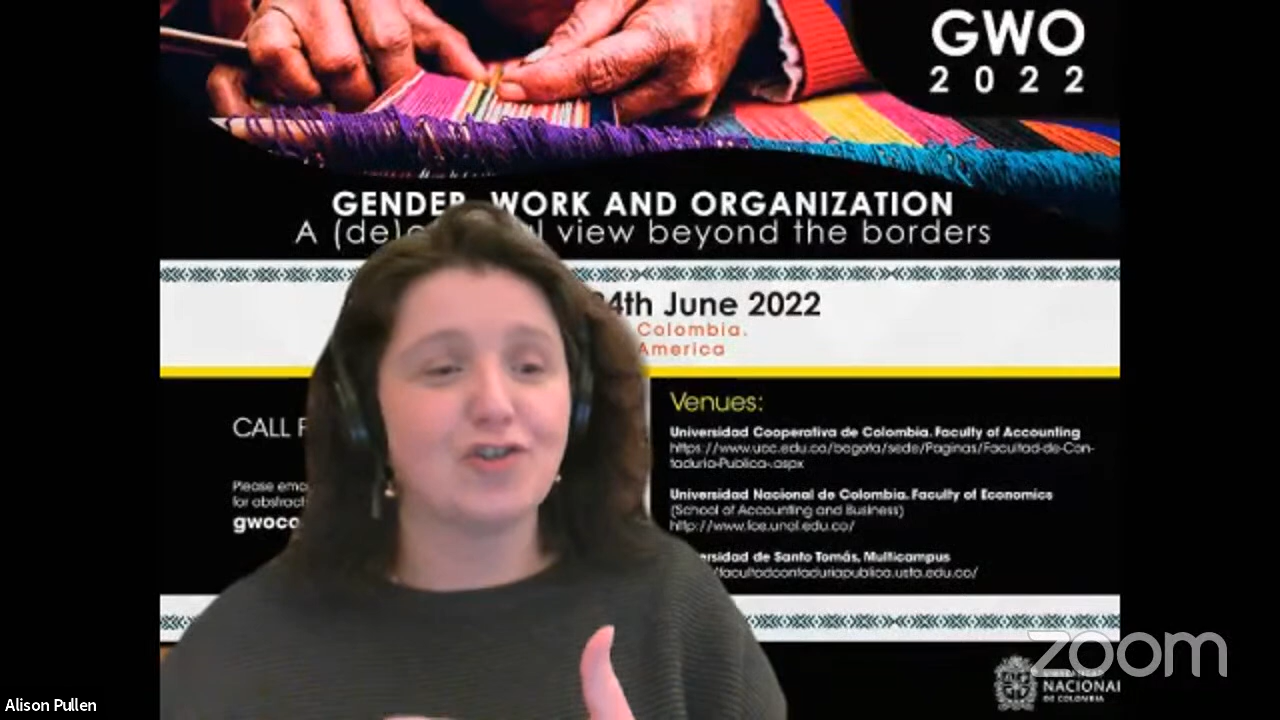 GWO
2022
GENDER, WORK AND ORGANIZATION
A (de) view beyond the borders
24th June 2022
Colombia.
America
CALL
Venues:
Universidad Cooperativa de Colombia. Faculty of Accounting
https://www.ucc.edu.co/bogota/sede/Paginas/Facultad-de-Con-
taduria-Publica-.aspx
Please
for abstract
gwoco
Universidad Nacional de Colombia. Faculty of Economics
(School of Accounting and Business)
http://www.fce.unal.edu.co/
ersidad de Santo Tomás, Multicampus
facultadcontaduriapublica.usta.edu.co/
zoom
NACIONAL
DE COLOMBIA
Alison Pullen